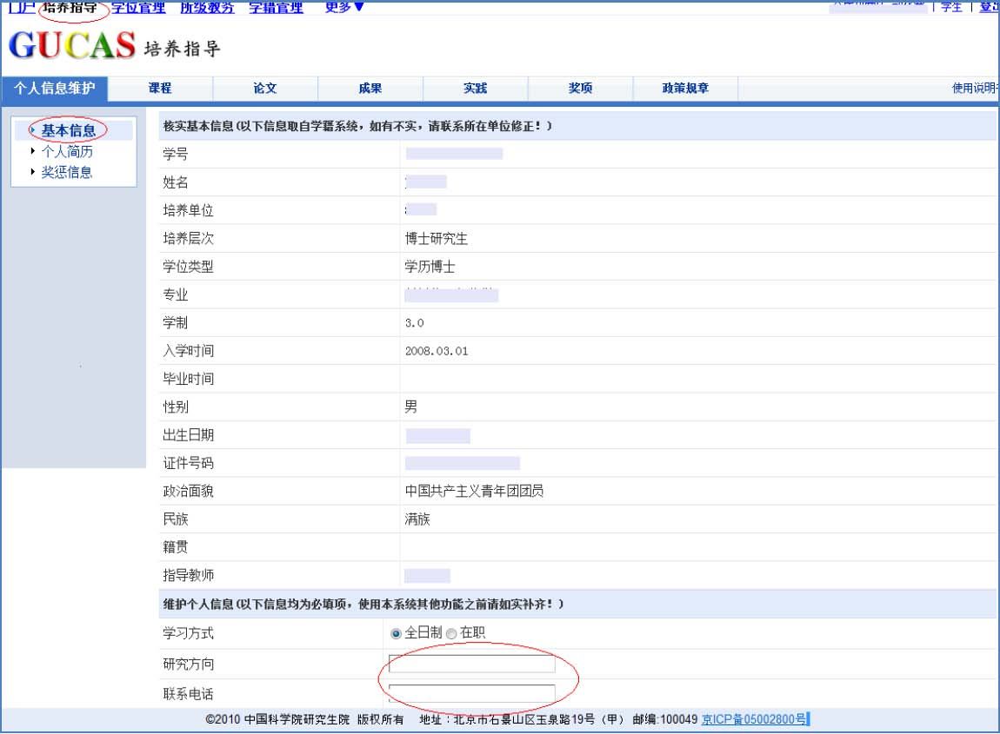 门户 培养指导 学位管理 所级教务 学籍管理 更多▼ | 学生 |
GUCAS 培养指导
个人信息维护 课程 论文 成果 实践 奖项 政策规章 使用说明
基本信息
个人简历
奖惩信息
核实基本信息(以下信息取自学籍系统，如有不实，请联系所在单位修正！)
学号
姓名
培养单位
培养层次 博士研究生
学位类型 学历博士
专业
学制 3.0
入学时间 2008.03.01
毕业时间
性别 男
出生日期
证件号码
政治面貌 中国共产主义青年团团员
民族 满族
籍贯
指导教师
维护个人信息(以下信息均为必填项，使用本系统其他功能之前请如实补齐！)
学习方式 全日制 在职
研究方向
联系电话
©2010 中国科学院研究生院 版权所有 地址：北京市石景山区玉泉路19号（甲） 邮编:100049 京ICP备05002800号